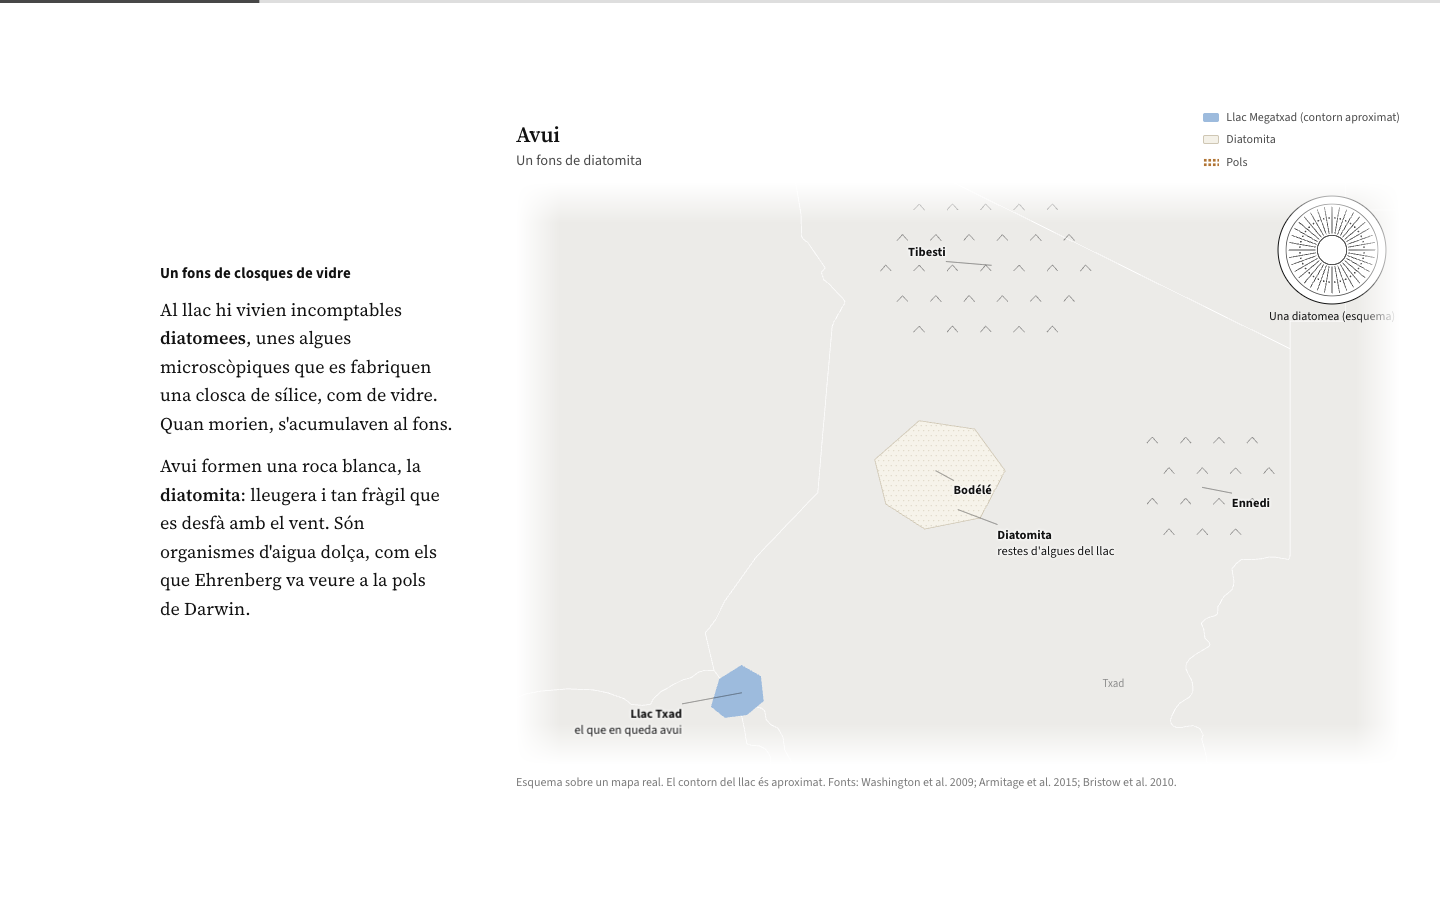 Un fons de closques de vidre
Al llac hi vivien incomptables
diatomees, unes algues
microscòpiques que es fabriquen
una closca de sílice, com de vidre.
Quan morien, s'acumulaven al fons.
Avui formen una roca blanca, la
diatomita: lleugera i tan fràgil que
es desfà amb el vent. Són
organismes d'aigua dolça, com els
que Ehrenberg va veure a la pols
de Darwin.
Avui
Un fons de diatomita
Llac Megatxad (contorn aproximat)
Diatomita
Pols
Una diatomea (esquema)
Tibesti
Bodélé
Ennedi
Diatomita
restes d'algues del llac
Txad
Llac Txad
el que en queda avui
Esquema sobre un mapa real. El contorn del llac és aproximat. Fonts: Washington et al. 2009; Armitage et al. 2015; Bristow et al. 2010.